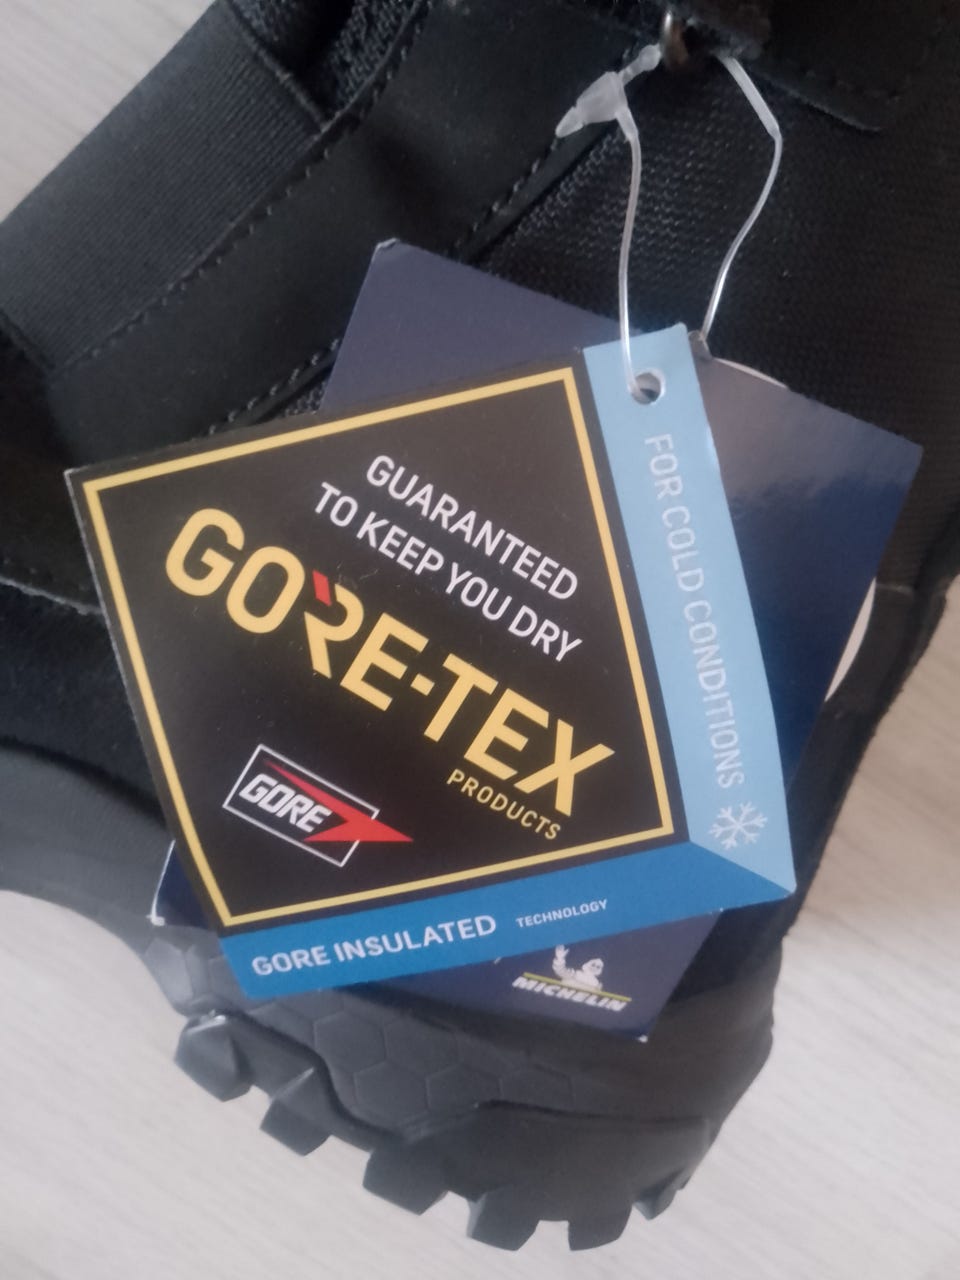 GUARANTEED
TO KEEP YOU DRY
GORE-TEX
PRODUCTS
GORE
FOR COLD CONDITIONS
GORE INSULATED TECHNOLOGY
MICHELIN